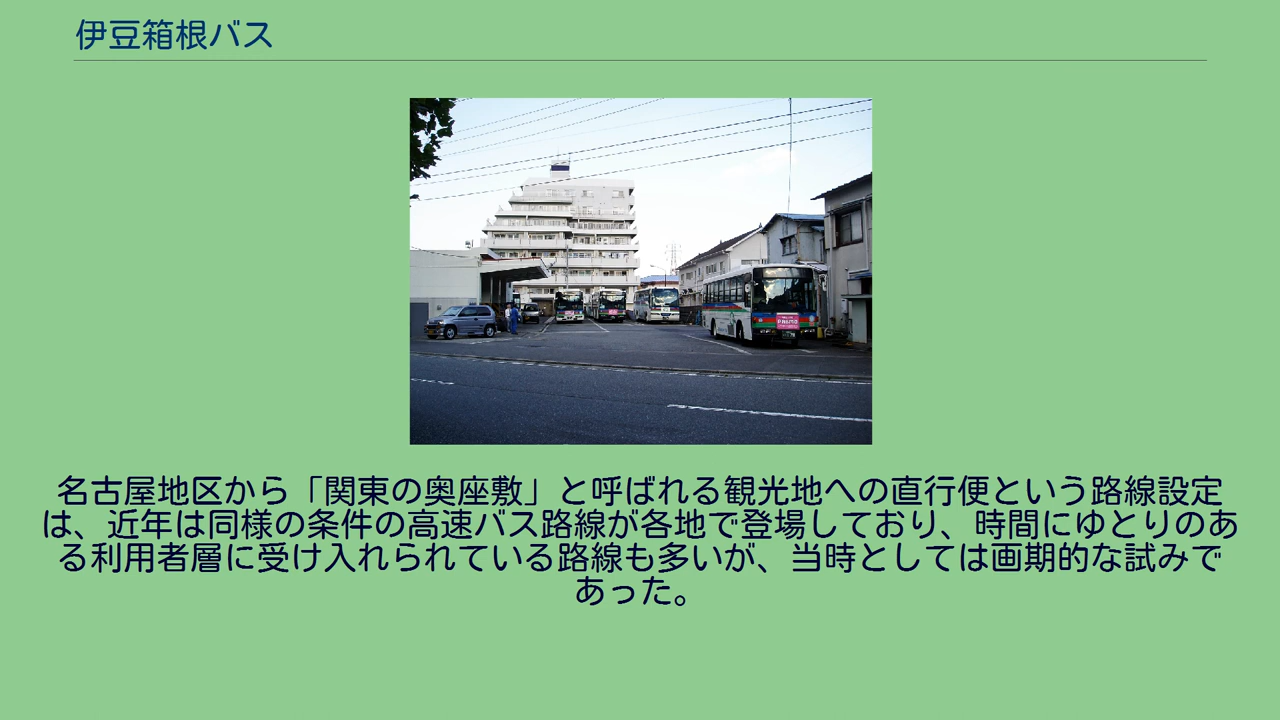 伊豆箱根バス
名古屋地区から「関東の奥座敷」と呼ばれる観光地への直行便という路線設定
は、近年は同様の条件の高速バス路線が各地で登場しており、時間にゆとりのあ
る利用者層に受け入れられている路線も多いが、当時としては画期的な試みで
あった。